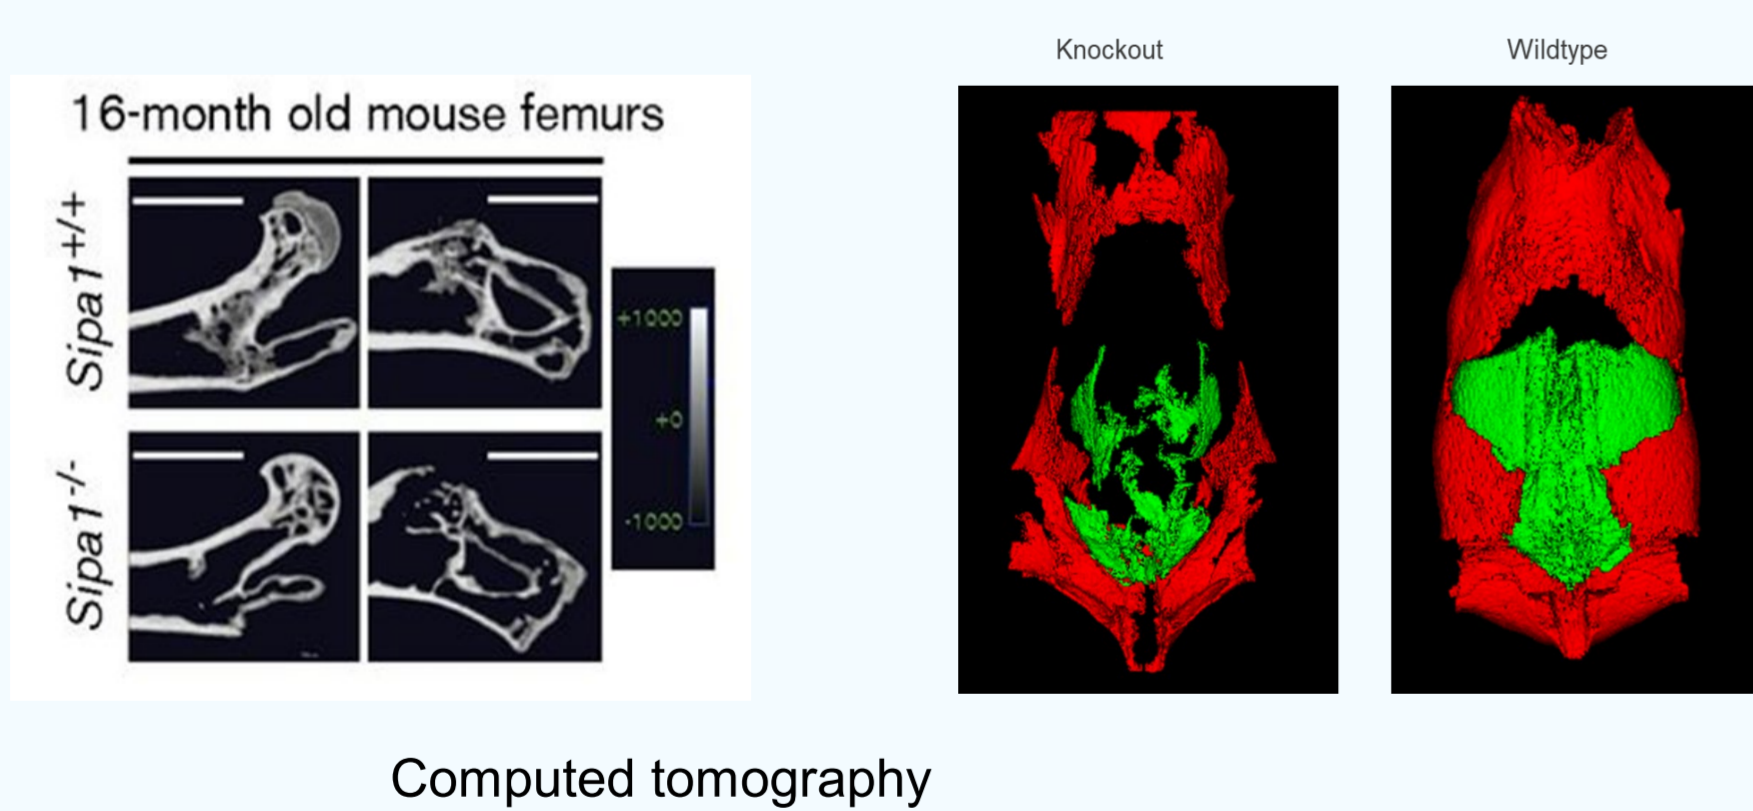 16-month old mouse femurs
Sipa1+/+
Sipa1-/-
+1000
+0
-1000
Knockout
Wildtype
Computed tomography